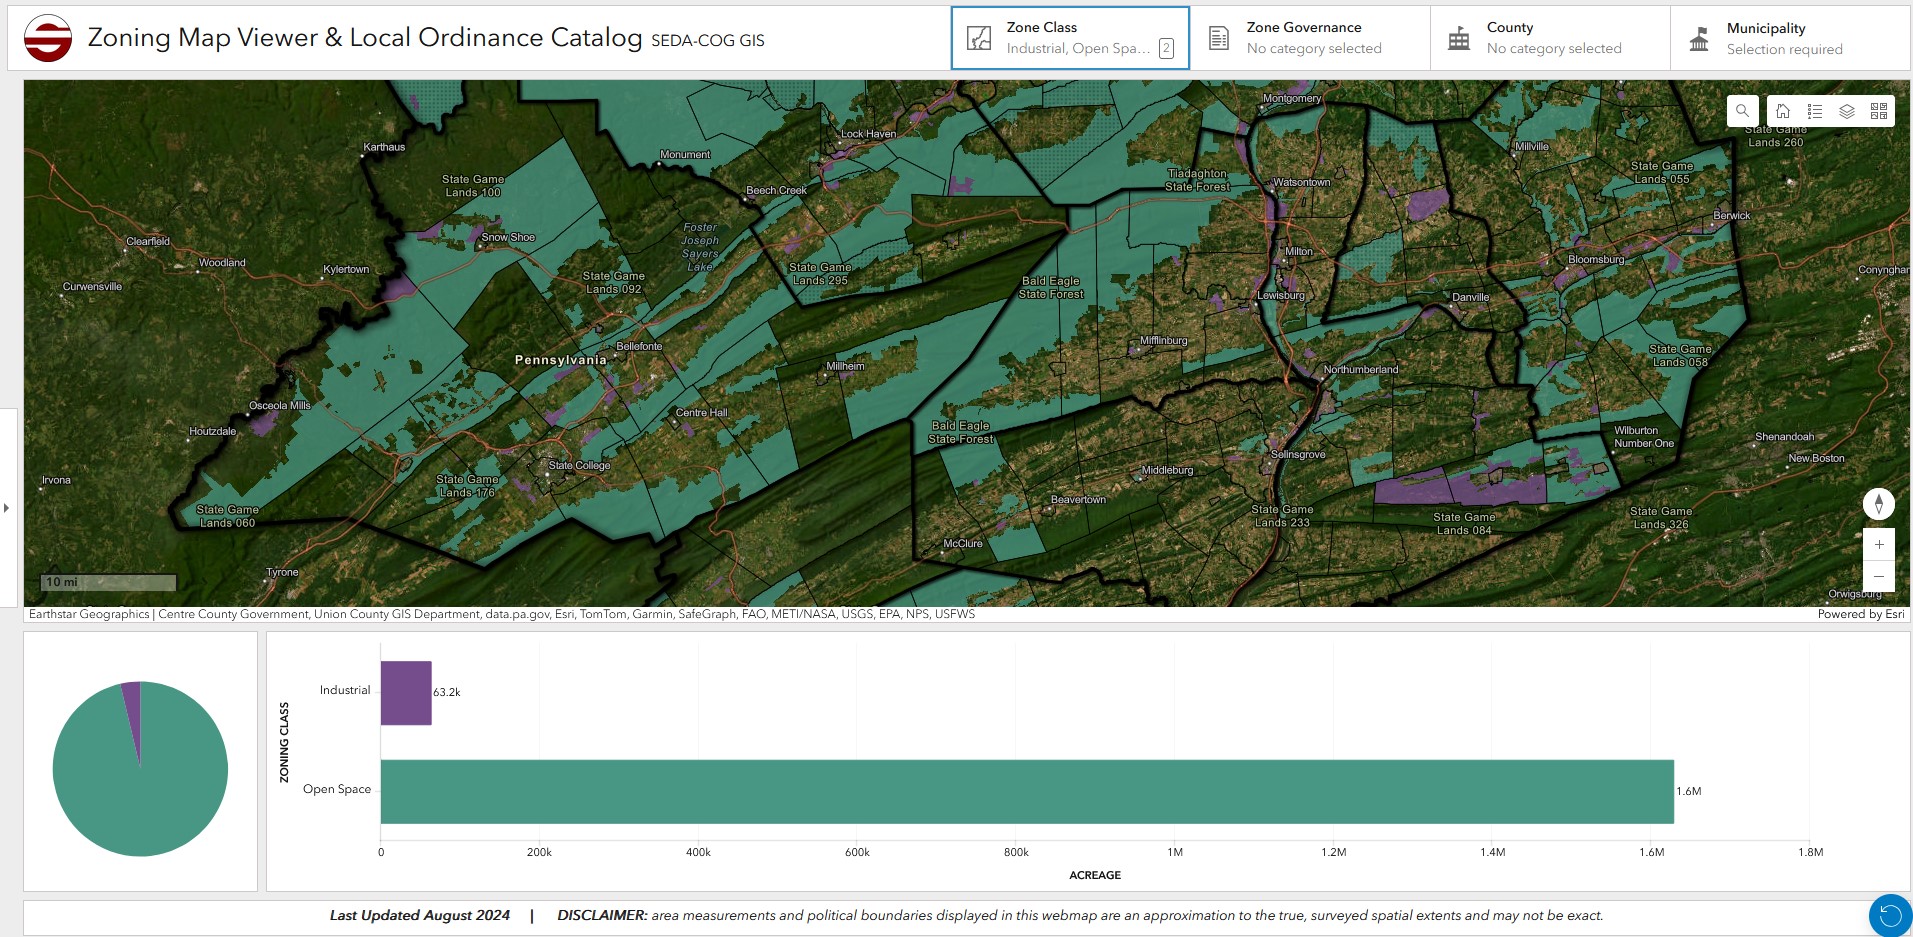 Zoning Map Viewer & Local Ordinance Catalog SEDA-COG GIS
Zone Class
Industrial, Open Spa... 2
Zone Governance
No category selected
County
No category selected
Municipality
Selection required
Montgomery
Lock Haven
Karthaus
Monument
Millville
State Game
Lands 260
State Game
Lands 055
Tiadaghton
State Forest
State Game
Lands 100
Beech Creek
Watsontown
Berwick
Snow Shoe
Foster
Joseph
Sayers
Lake
Clearfield
Woodland
Kylertown
Curwensville
State Game
Lands 092
State Game
Lands 295
Bald Eagle
State Forest
Milton
Lewisburg
Bloomsburg
Danville
Conyngham
Pennsylvania
Bellefonte
Millheim
Mifflinburg
Northumberland
State Game
Lands 058
Osceola Mills
Houtzdale
Centre Hall
Bald Eagle
State Forest
Wilburton
Number One
Shenandoah
New Boston
Irvona
State College
State Game
Lands 176
Selinsgrove
Middleburg
Beavertown
State Game
Lands 060
State Game
Lands 233
State Game
Lands 084
State Game
Lands 326
McClure
Tyrone
Orwigsburg
10 mi
Earthstar Geographics | Centre County Government, Union County GIS Department, data.pa.gov, Esri, TomTom, Garmin, SafeGraph, FAO, METI/NASA, USGS, EPA, NPS, USFWS
Powered by Esri
ZONING CLASS
Industrial
63.2k
Open Space
1.6M
0 200k 400k 600k 800k 1M 1.2M 1.4M 1.6M 1.8M
ACREAGE
Last Updated August 2024 | DISCLAIMER: area measurements and political boundaries displayed in this webmap are an approximation to the true, surveyed spatial extents and may not be exact.